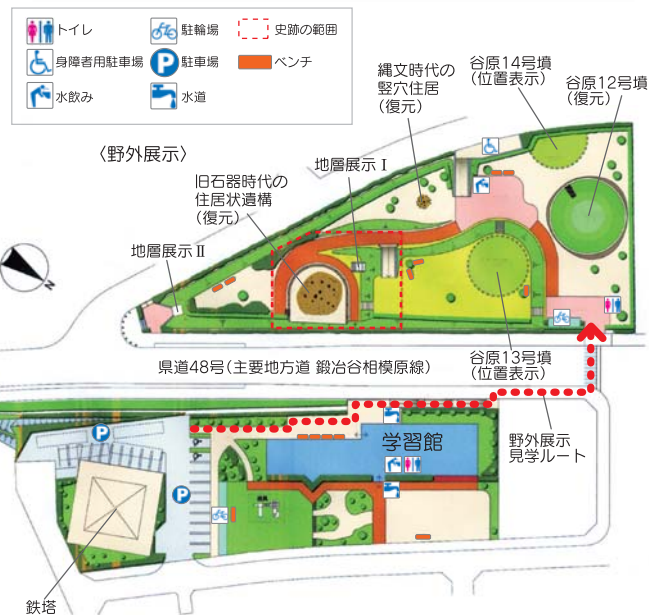 トイレ
駐輪場
史跡の範囲
身障者用駐車場
P
駐車場
ベンチ
水飲み
水道
〈野外展示〉
縄文時代の
竪穴住居
(復元)
谷原14号墳
(位置表示)
谷原12号墳
(復元)
地層展示Ⅰ
旧石器時代の
住居状遺構
(復元)
地層展示Ⅱ
N
県道48号(主要地方道 鍛冶谷相模原線)
谷原13号墳
(位置表示)
P
学習館
野外展示
見学ルート
P
鉄塔